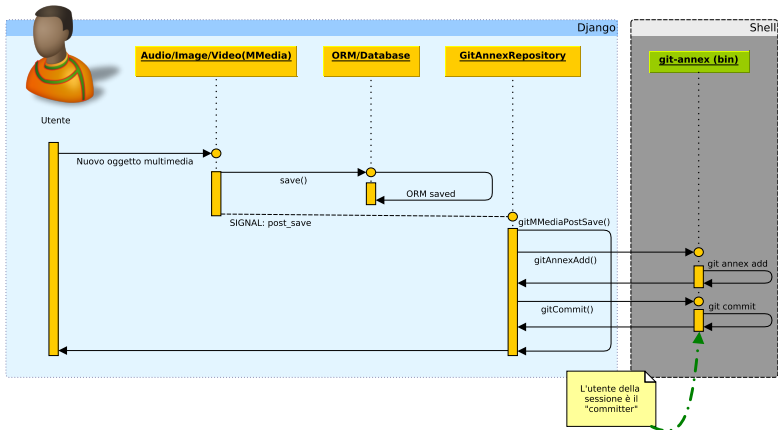 Django
Shell
Audio/Image/Video(MMedia)
ORM/Database
GitAnnexRepository
git-annex (bin)
Utente
Nuovo oggetto multimedia
save()
ORM saved
SIGNAL: post_save
gitMMediaPostSave()
gitAnnexAdd()
git annex add
gitCommit()
git commit
L'utente della
sessione è il
"committer"